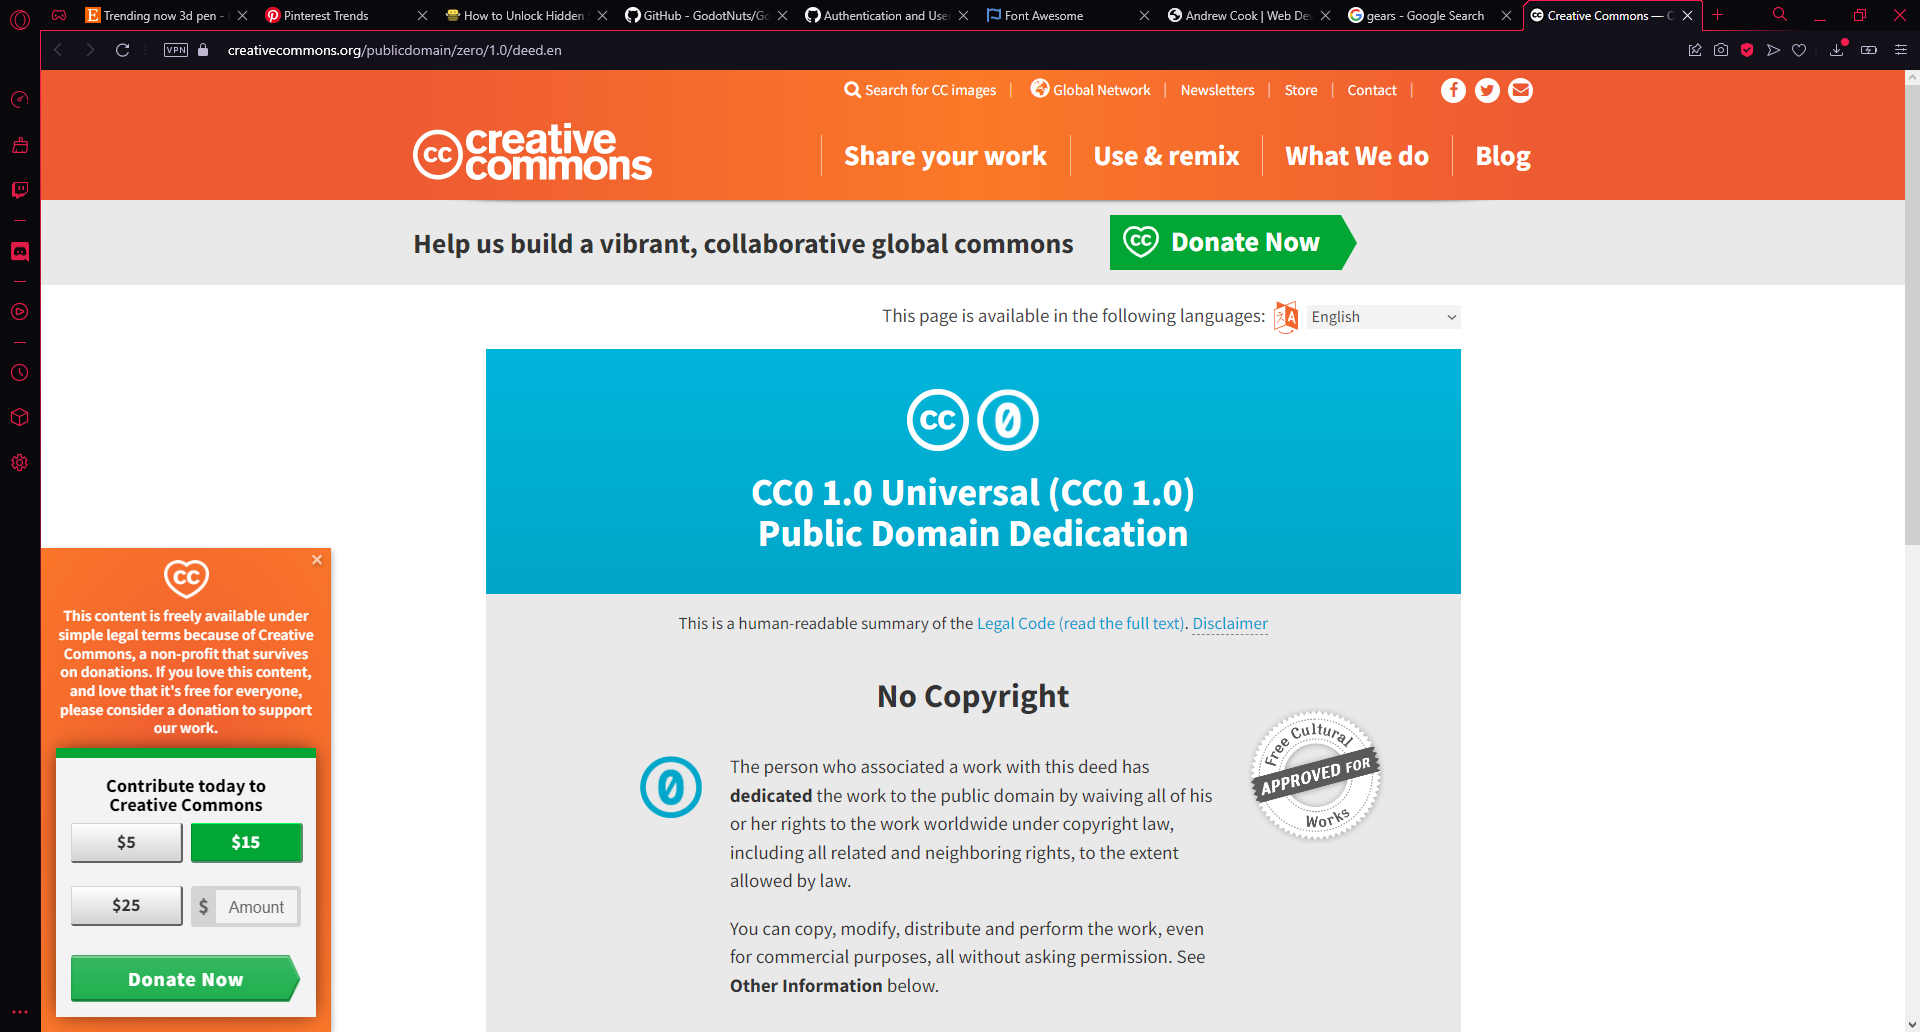 Trending now 3d pen -
Pinterest Trends
How to Unlock Hidden
GitHub - GodotNuts/Go
Authentication and Use
Font Awesome
Andrew Cook | Web De
gears - Google Search
Creative Commons — C
VPN
creativecommons.org/publicdomain/zero/1.0/deed.en
Search for CC images
Global Network
Newsletters
Store
Contact
cc creative
commons
Share your work
Use & remix
What We do
Blog
Help us build a vibrant, collaborative global commons
Donate Now
This page is available in the following languages:
English
CC0 1.0 Universal (CC0 1.0)
Public Domain Dedication
This is a human-readable summary of the Legal Code (read the full text). Disclaimer
No Copyright
The person who associated a work with this deed has
dedicated the work to the public domain by waiving all of his
or her rights to the work worldwide under copyright law,
including all related and neighboring rights, to the extent
allowed by law.
You can copy, modify, distribute and perform the work, even
for commercial purposes, all without asking permission. See
Other Information below.
Free Cultural
APPROVED FOR
Works
This content is freely available under
simple legal terms because of Creative
Commons, a non-profit that survives
on donations. If you love this content,
and love that it's free for everyone,
please consider a donation to support
our work.
Contribute today to
Creative Commons
$5
$15
$25
$ Amount
Donate Now